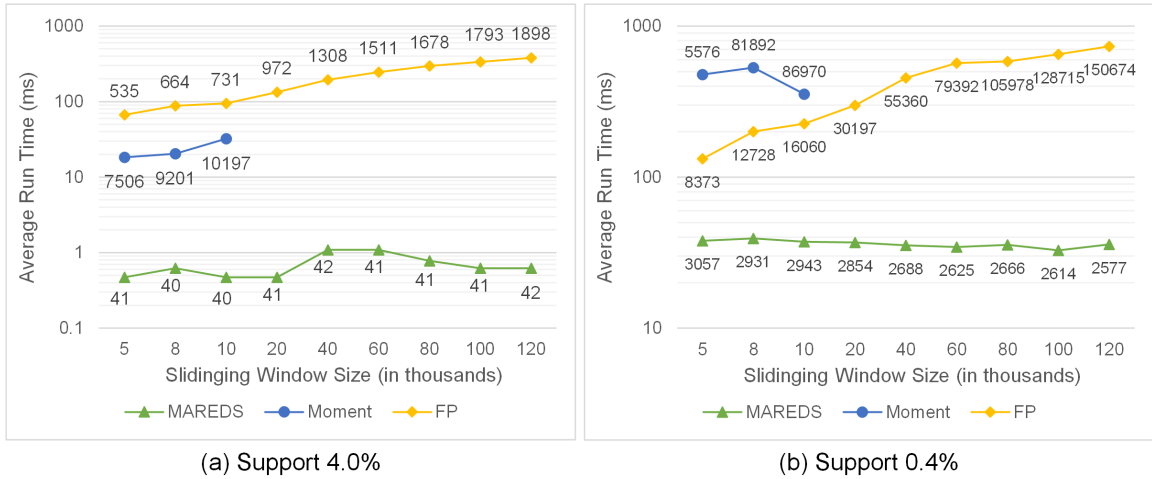 1000
100
10
1
0.1
Average Run Time (ms)
535 664 731 972 1308 1511 1678 1793 1898
7506 9201 10197
41 40 40 41 42 41 41 41 42
5 8 10 20 40 60 80 100 120
Slidinging Window Size (in thousands)
MAREDS Moment FP
(a) Support 4.0%
1000
100
10
Average Run Time (ms)
5576 81892 86970
8373 12728 16060 30197 55360 79392 105978 128715 150674
3057 2931 2943 2854 2688 2625 2666 2614 2577
5 8 10 20 40 60 80 100 120
Slidinging Window Size (in thousands)
MAREDS Moment FP
(b) Support 0.4%